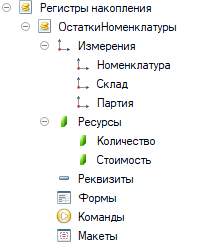 Регистры накопления
ОстаткиНоменклатуры
Измерения
Номенклатура
Склад
Партия
Ресурсы
Количество
Стоимость
Реквизиты
Формы
Команды
Макеты